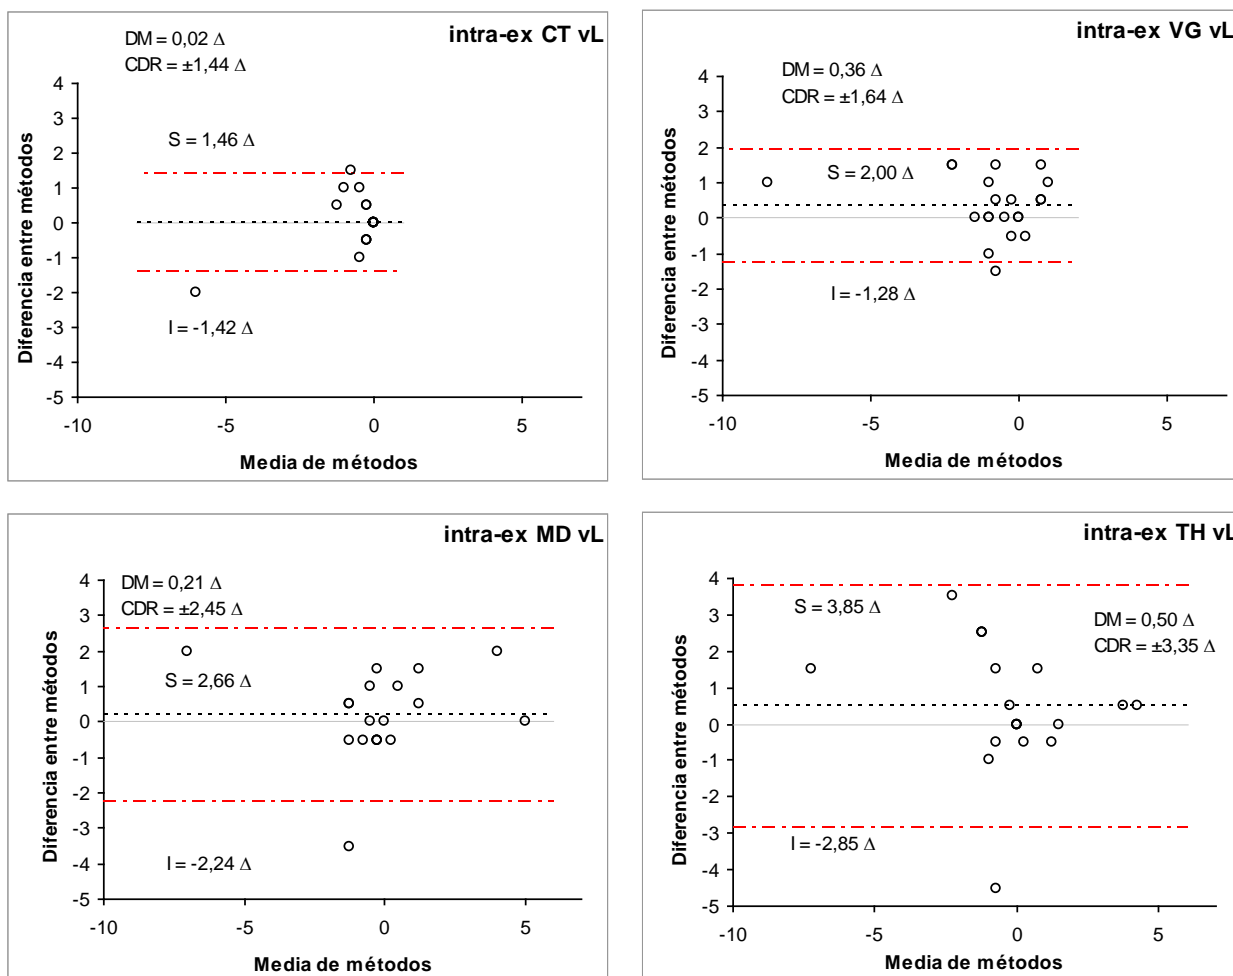 intra-ex CT vL
DM = 0,02 Δ
CDR = ±1,44 Δ
S = 1,46 Δ
I = -1,42 Δ
Diferencia entre métodos
4
3
2
1
0
-1
-2
-3
-4
-5
-10
-5
0
5
Media de métodos
intra-ex VG vL
DM = 0,36 Δ
CDR = ±1,64 Δ
S = 2,00 Δ
I = -1,28 Δ
Diferencia entre métodos
4
3
2
1
0
-1
-2
-3
-4
-5
-10
-5
0
5
Media de métodos
intra-ex MD vL
DM = 0,21 Δ
CDR = ±2,45 Δ
S = 2,66 Δ
I = -2,24 Δ
Diferencia entre métodos
4
3
2
1
0
-1
-2
-3
-4
-5
-10
-5
0
5
Media de métodos
intra-ex TH vL
S = 3,85 Δ
DM = 0,50 Δ
CDR = ±3,35 Δ
I = -2,85 Δ
Diferencia entre métodos
4
3
2
1
0
-1
-2
-3
-4
-5
-10
-5
0
5
Media de métodos